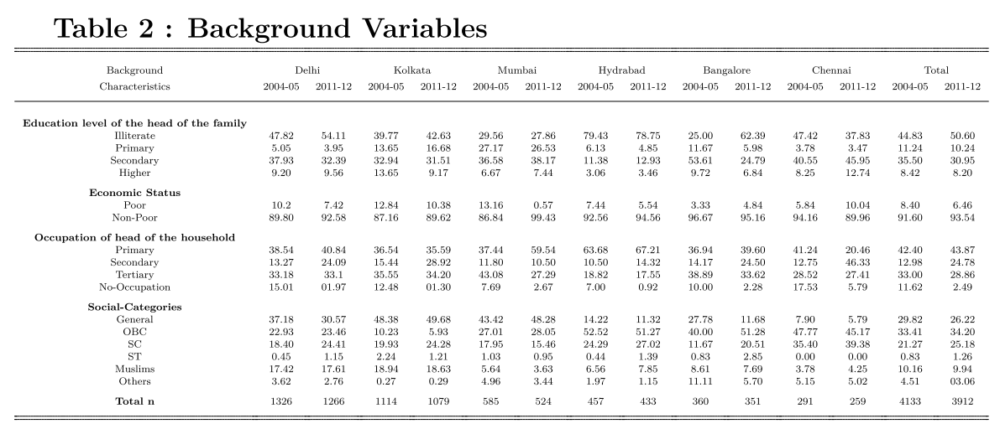 Table 2 : Background Variables
Background Delhi Kolkata Mumbai Hydrabad Bangalore Chennai Total
Characteristics 2004-05 2011-12 2004-05 2011-12 2004-05 2011-12 2004-05 2011-12 2004-05 2011-12 2004-05 2011-12 2004-05 2011-12
Education level of the head of the family
Illiterate 47.82 54.11 39.77 42.63 29.56 27.86 79.43 78.75 25.00 62.39 47.42 37.83 44.83 50.60
Primary 5.05 3.95 13.65 16.68 27.17 26.53 6.13 4.85 11.67 5.98 3.78 3.47 11.24 10.24
Secondary 37.93 32.39 32.94 31.51 36.58 38.17 11.38 12.93 53.61 24.79 40.55 45.95 35.50 30.95
Higher 9.20 9.56 13.65 9.17 6.67 7.44 3.06 3.46 9.72 6.84 8.25 12.74 8.42 8.20
Economic Status
Poor 10.2 7.42 12.84 10.38 13.16 0.57 7.44 5.54 3.33 4.84 5.84 10.04 8.40 6.46
Non-Poor 89.80 92.58 87.16 89.62 86.84 99.43 92.56 94.56 96.67 95.16 94.16 89.96 91.60 93.54
Occupation of head of the household
Primary 38.54 40.84 36.54 35.59 37.44 59.54 63.68 67.21 36.94 39.60 41.24 20.46 42.40 43.87
Secondary 13.27 24.09 15.44 28.92 11.80 10.50 10.50 14.32 14.17 24.50 12.75 46.33 12.98 24.78
Tertiary 33.18 33.1 35.55 34.20 43.08 27.29 18.82 17.55 38.89 33.62 28.52 27.41 33.00 28.86
No-Occupation 15.01 01.97 12.48 01.30 7.69 2.67 7.00 0.92 10.00 2.28 17.53 5.79 11.62 2.49
Social-Categories
General 37.18 30.57 48.38 49.68 43.42 48.28 14.22 11.32 27.78 11.68 7.90 5.79 29.82 26.22
OBC 22.93 23.46 10.23 5.93 27.01 28.05 52.52 51.27 40.00 51.28 47.77 45.17 33.41 34.20
SC 18.40 24.41 19.93 24.28 17.95 15.46 24.29 27.02 11.67 20.51 35.40 39.38 21.27 25.18
ST 0.45 1.15 2.24 1.21 1.03 0.95 0.44 1.39 0.83 2.85 0.00 0.00 0.83 1.26
Muslims 17.42 17.61 18.94 18.63 5.64 3.63 6.56 7.85 8.61 7.69 3.78 4.25 10.16 9.94
Others 3.62 2.76 0.27 0.29 4.96 3.44 1.97 1.15 11.11 5.70 5.15 5.02 4.51 03.06
Total n 1326 1266 1114 1079 585 524 457 433 360 351 291 259 4133 3912